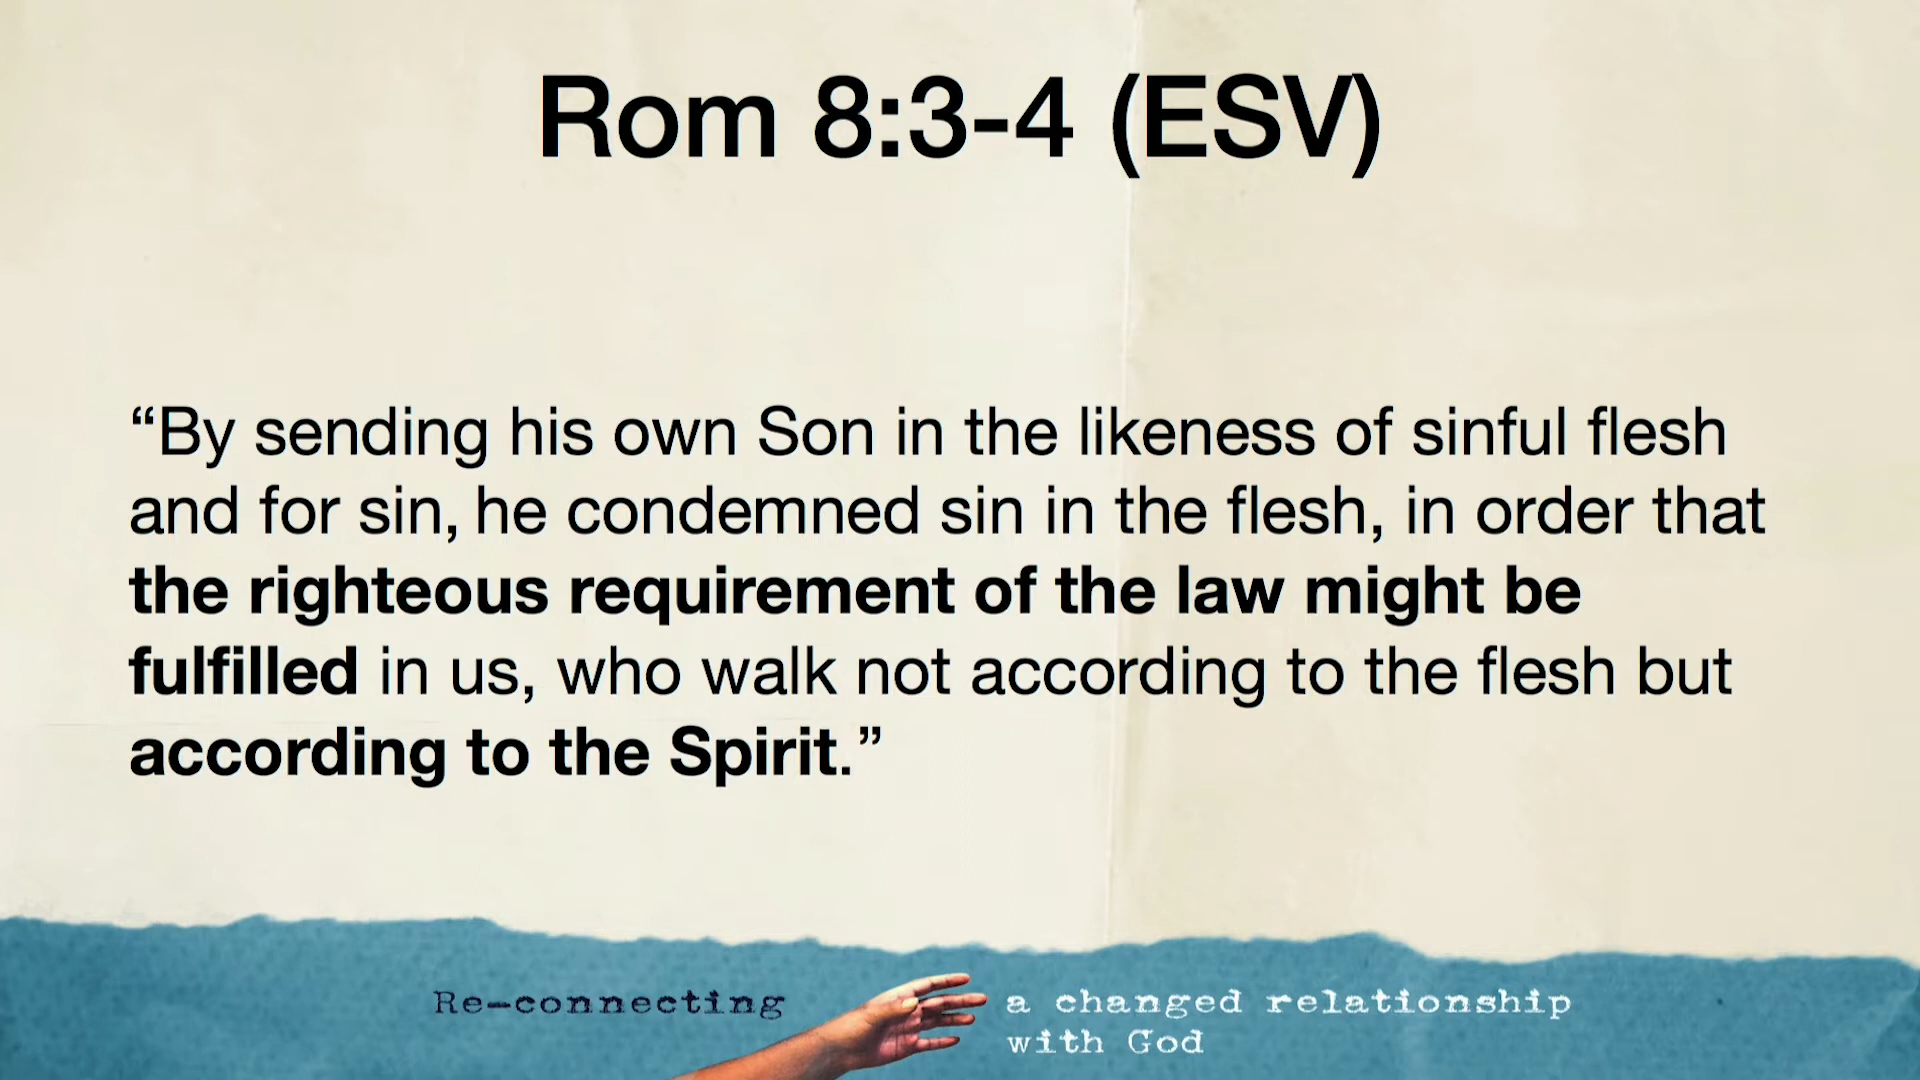 Rom 8:3-4 (ESV)
“By sending his own Son in the likeness of sinful flesh
and for sin, he condemned sin in the flesh, in order that
the righteous requirement of the law might be
fulfilled in us, who walk not according to the flesh but
according to the Spirit.”
Re-connecting
a changed relationship
with God